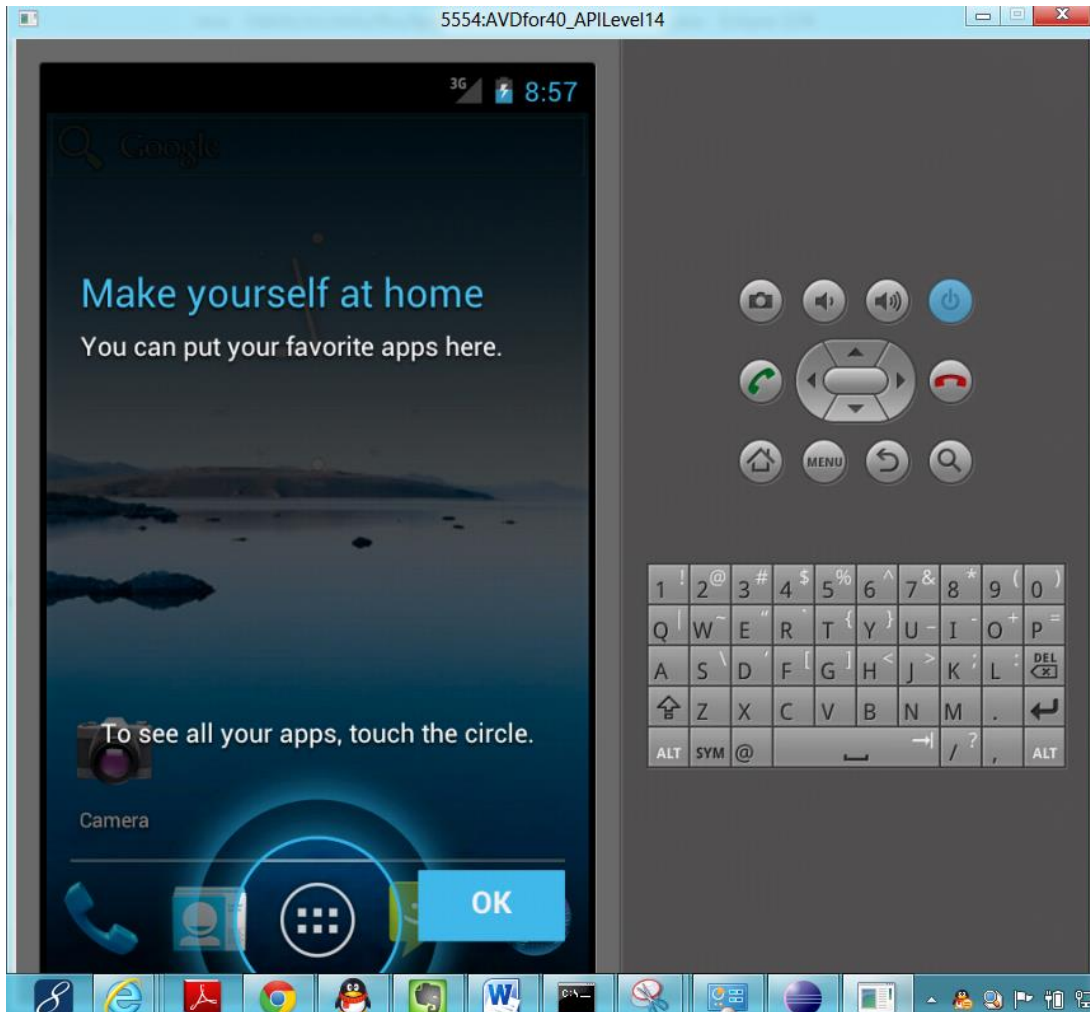 5554:AVDfor40_APILevel14
3G 8:57
Google
Make yourself at home
You can put your favorite apps here.
To see all your apps, touch the circle.
Camera
OK
MENU
1 ! 2 @ 3 # 4 $ 5 % 6 ^ 7 & 8 * 9 ( 0 )
Q | W ~ E " R ` T { Y } U _ I - O + P =
A S \ D ' F [ G ] H < J > K ; L : DEL
Z X C V B N M .
ALT SYM @ / ? , ALT
W
C:\_